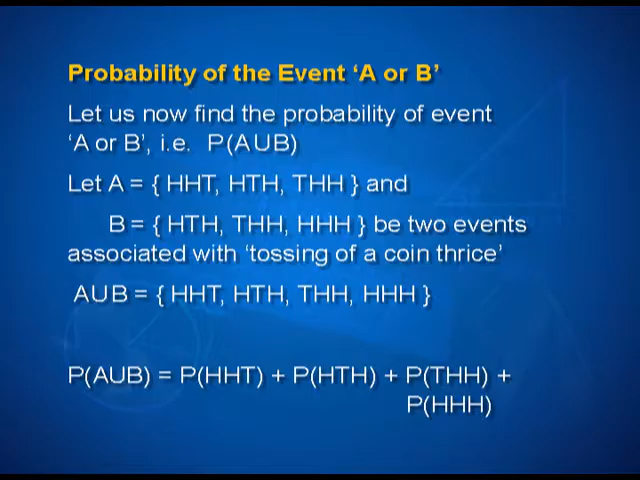 Probability of the Event ‘A or B’
Let us now find the probability of event
‘A or B’, i.e. P(AUB)
Let A = { HHT, HTH, THH } and
B = { HTH, THH, HHH } be two events
associated with ‘tossing of a coin thrice’
AUB = { HHT, HTH, THH, HHH }
P(AUB) = P(HHT) + P(HTH) + P(THH) +
P(HHH)